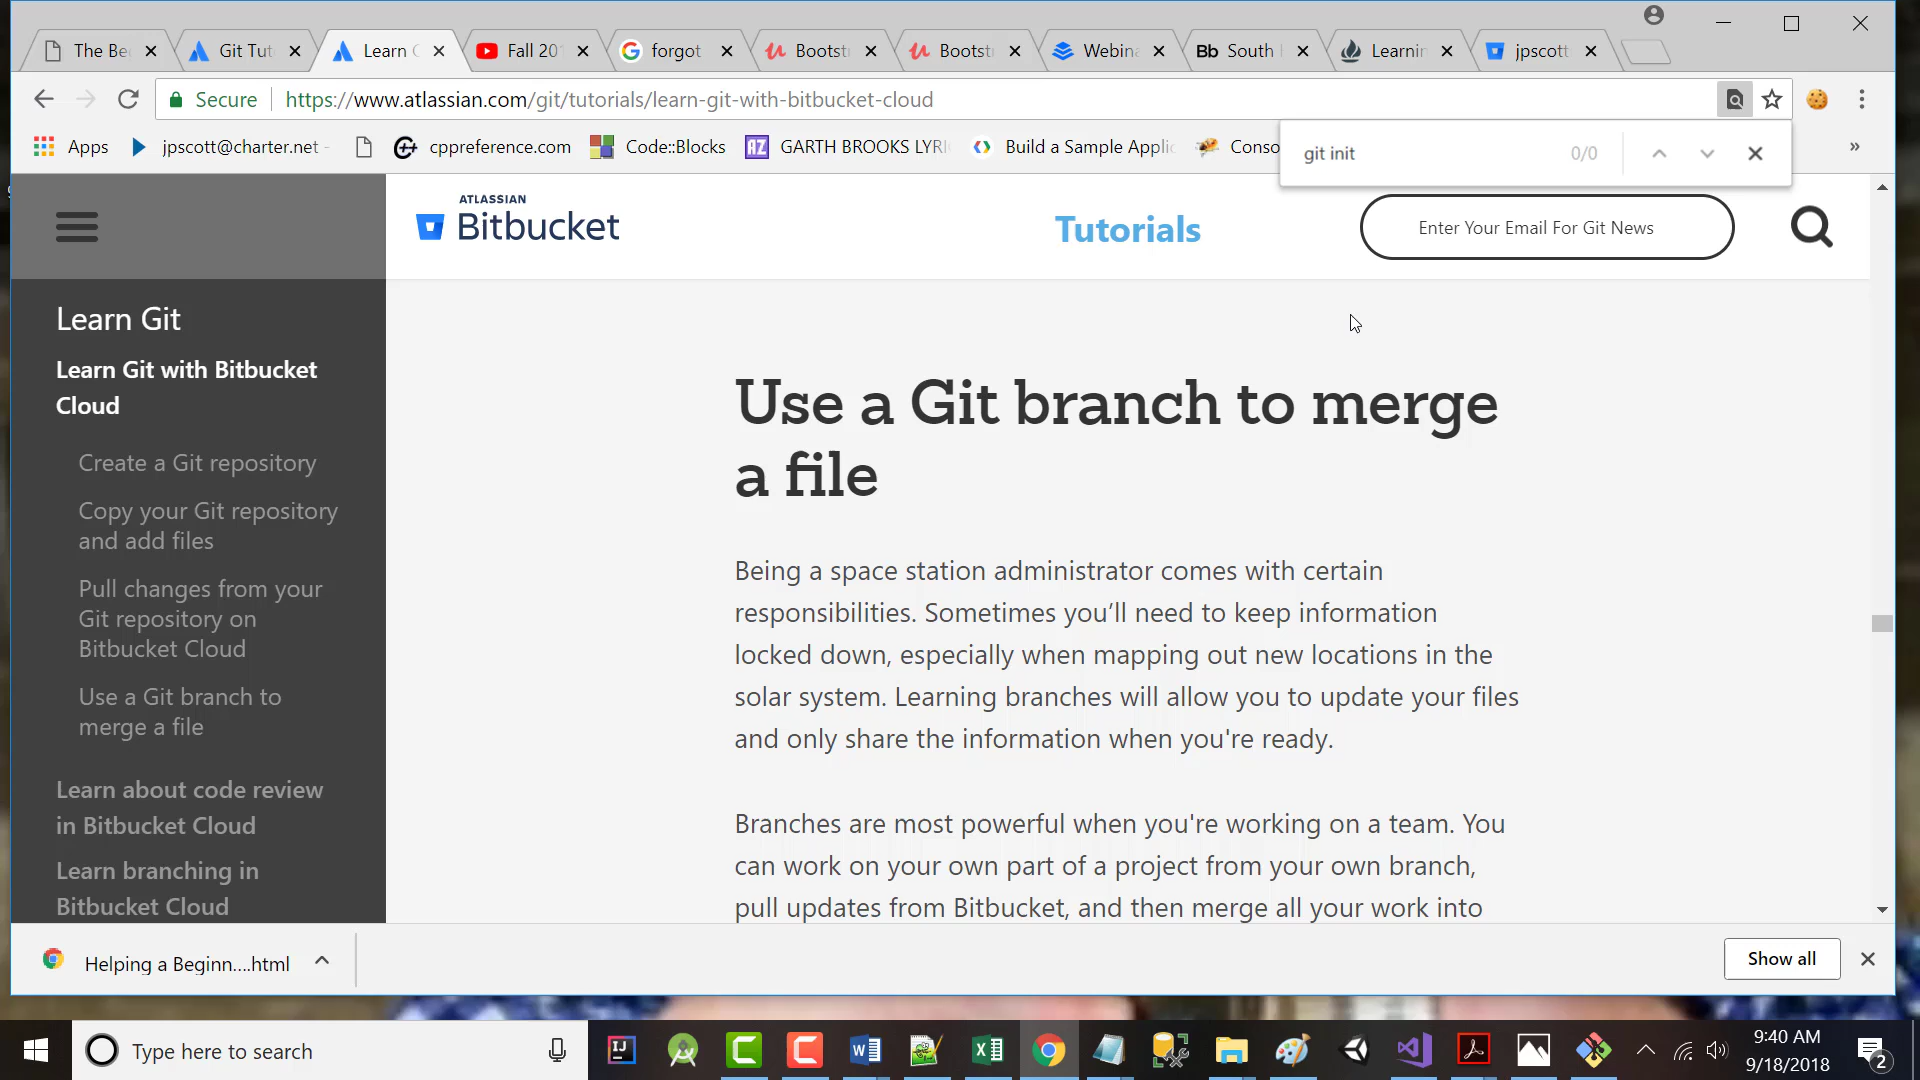 The Be
Git Tut
Learn
Fall 20
forgot
Bootst
Bootst
Webina
Bb South
Learnin
jpscott
Secure https://www.atlassian.com/git/tutorials/learn-git-with-bitbucket-cloud
Apps
jpscott@charter.net -
cppreference.com
Code::Blocks
AZ GARTH BROOKS LYRI
Build a Sample Applic
Conso
»
git init 0/0
ATLASSIAN
Bitbucket
Tutorials
Enter Your Email For Git News
Learn Git
Learn Git with Bitbucket
Cloud
Create a Git repository
Copy your Git repository
and add files
Pull changes from your
Git repository on
Bitbucket Cloud
Use a Git branch to
merge a file
Learn about code review
in Bitbucket Cloud
Learn branching in
Bitbucket Cloud
Use a Git branch to merge
a file
Being a space station administrator comes with certain
responsibilities. Sometimes you’ll need to keep information
locked down, especially when mapping out new locations in the
solar system. Learning branches will allow you to update your files
and only share the information when you're ready.
Branches are most powerful when you're working on a team. You
can work on your own part of a project from your own branch,
pull updates from Bitbucket, and then merge all your work into
Helping a Beginn....html
Show all
Type here to search
9:40 AM
9/18/2018
2